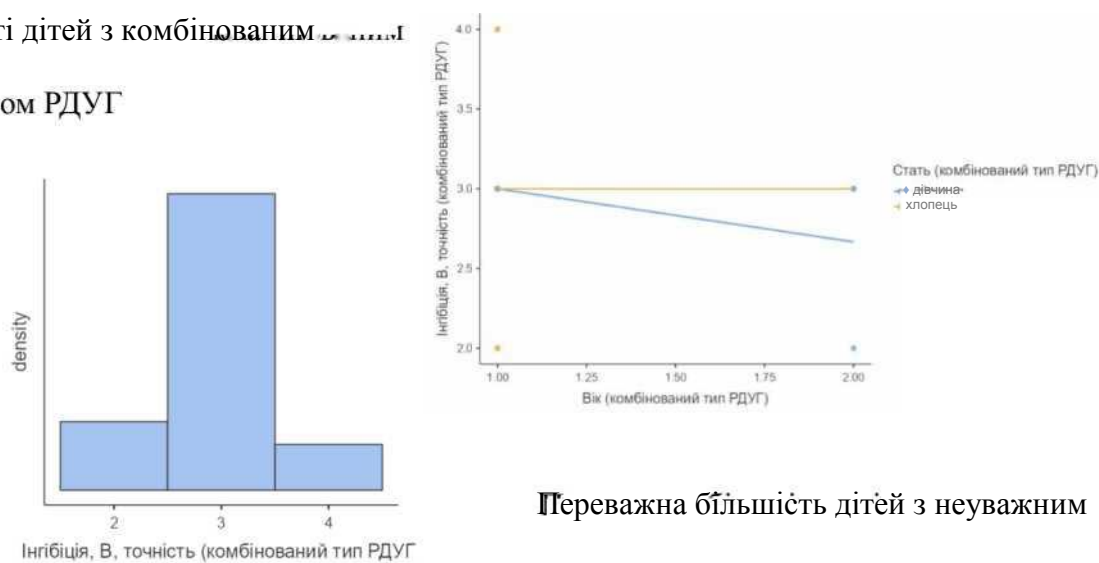 ті дітей з комбінованим
ом РДУГ
density
2
3
4
Інгібіція, В, точність (комбінований тип РДУГ
Інгібіція, В, точність (комбінований тип РДУГ)
4.0
3.5
3.0
2.5
2.0
1.00
1.25
1.50
1.75
2.00
Вік (комбінований тип РДУГ)
Стать (комбінований тип РДУГ)
дівчина
хлопець
Переважна більшість дітей з неуважним